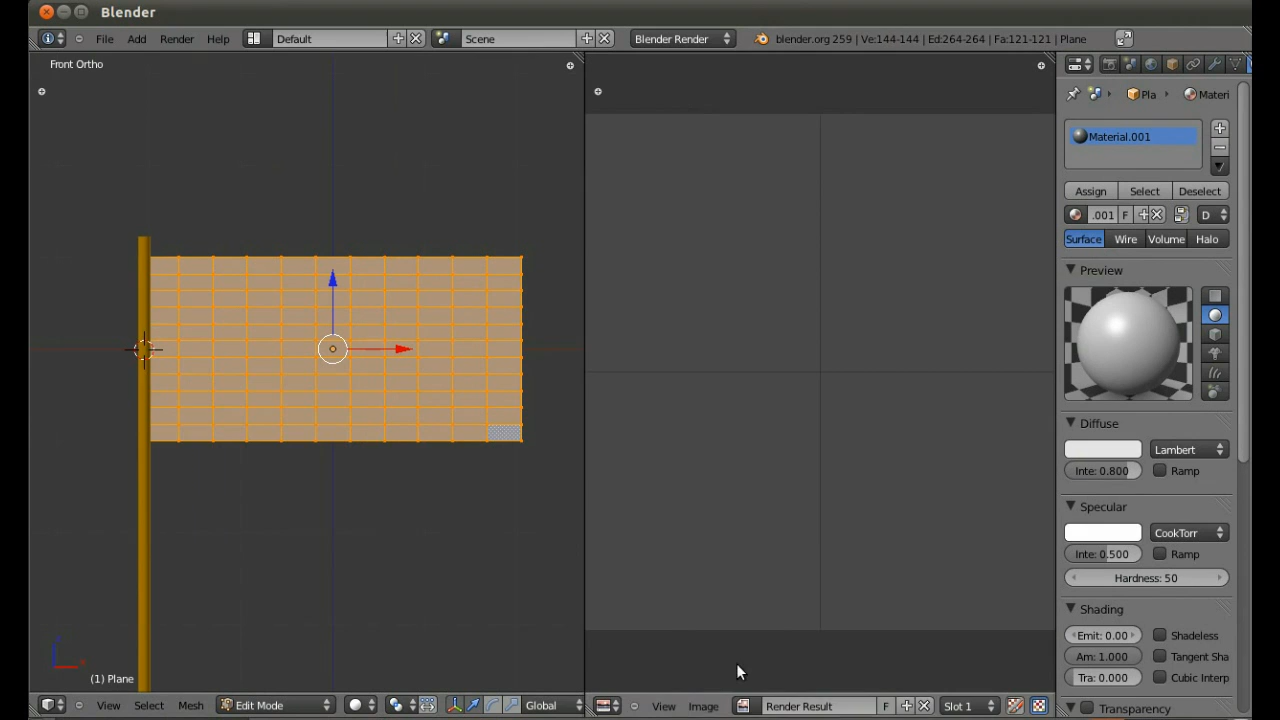 Blender
File Add Render Help Default Scene Blender Render blender.org 259 | Ve:144-144 | Ed:264-264 | Fa:121-121 | Plane
Front Ortho
Pla Materi
Material.001
Assign Select Deselect
.001 F D
Surface Wire Volume Halo
Preview
Diffuse
Lambert
Inte: 0.800 Ramp
Specular
CookTorr
Inte: 0.500 Ramp
Hardness: 50
Shading
Emit: 0.00 Shadeless
Am: 1.000 Tangent Sha
Tra: 0.000 Cubic Interp
(1) Plane
Transparency
View Select Mesh Edit Mode Global View Image Render Result F Slot 1